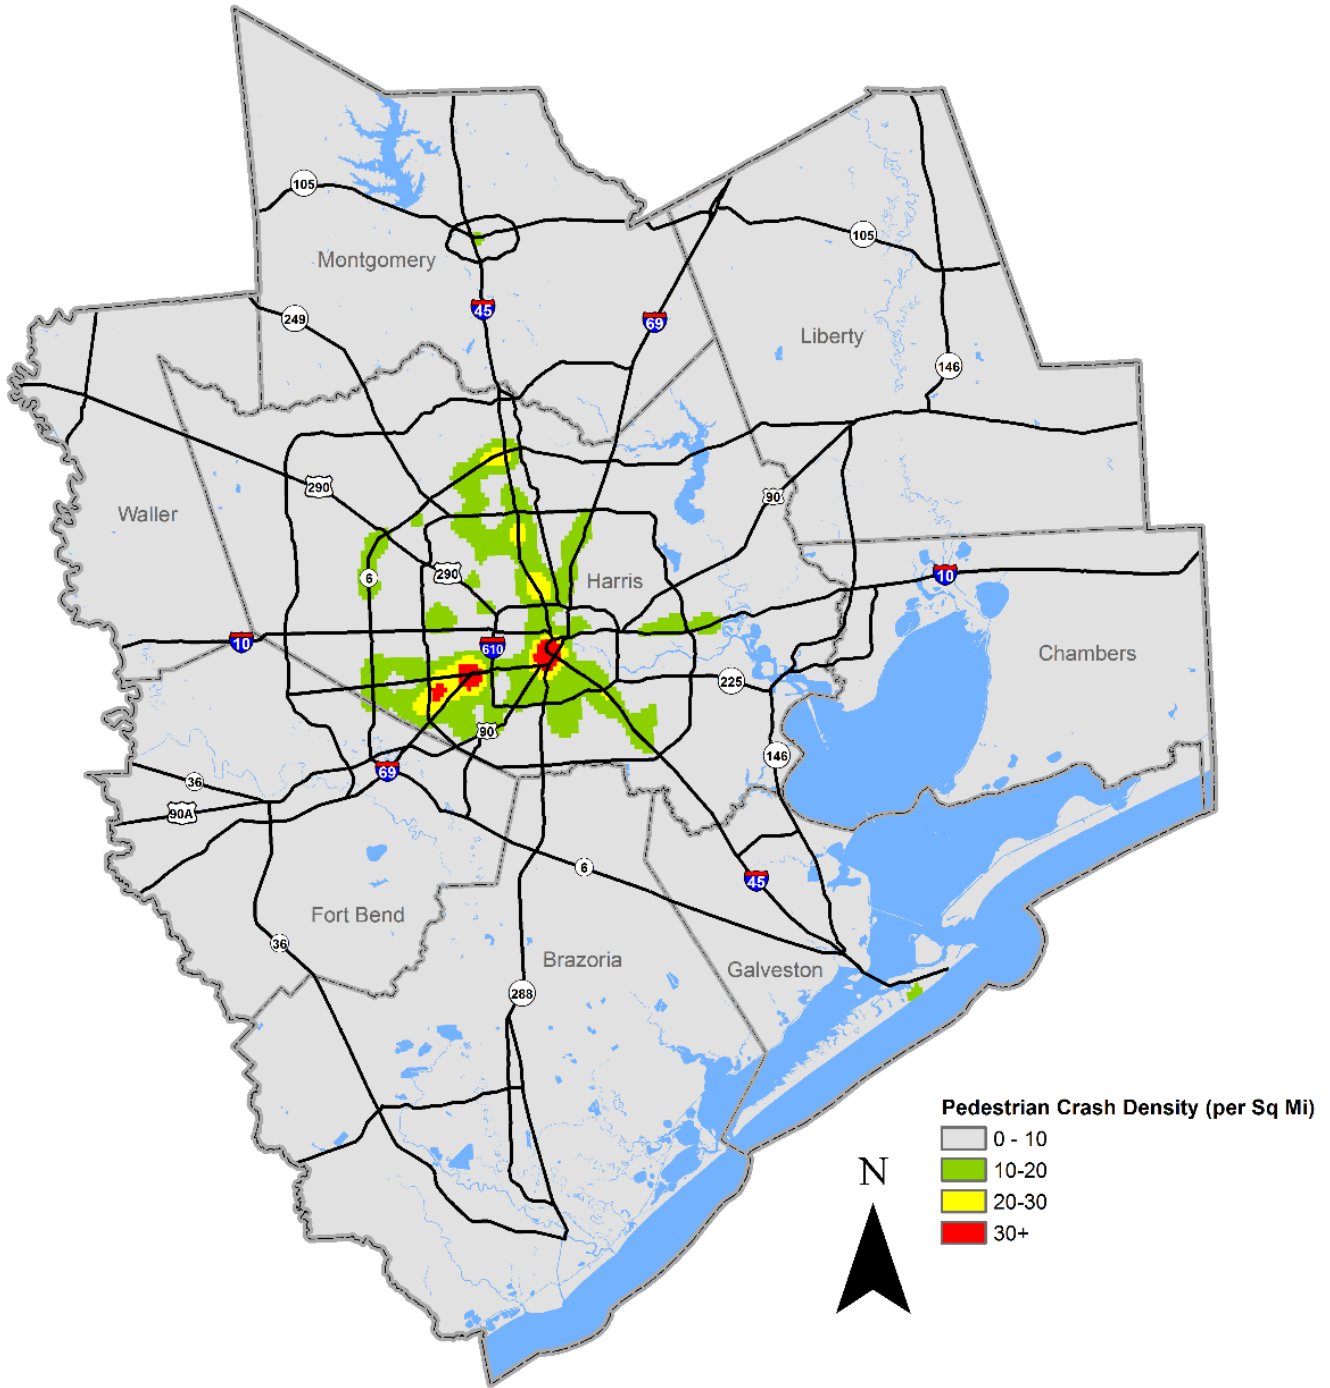 105
Montgomery
105
249
45
69
Liberty
146
290
90
Waller
290
6
Harris
10
10
610
Chambers
225
90
146
69
36
90A
6
45
Fort Bend
36
Brazoria
Galveston
288
Pedestrian Crash Density (per Sq Mi)
0 - 10
10-20
20-30
30+
N